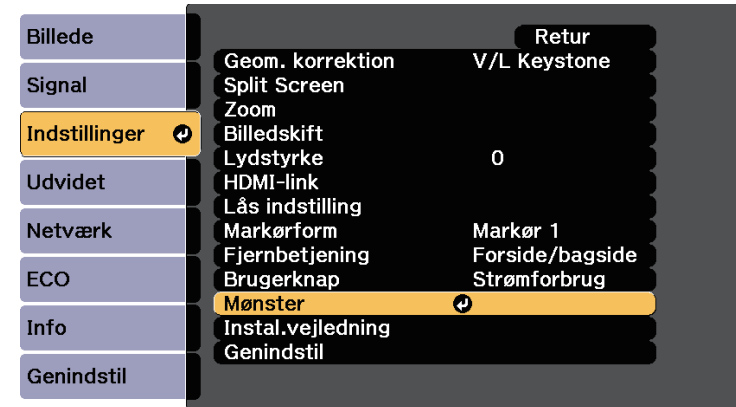 Billede
Signal
Indstillinger
Udvidet
Netværk
ECO
Info
Genindstil
Retur
Geom. korrektion V/L Keystone
Split Screen
Zoom
Billedskift
Lydstyrke 0
HDMI-link
Lås indstilling
Markørform Markør 1
Fjernbetjening Forside/bagside
Brugerknap Strømforbrug
Mønster
Instal.vejledning
Genindstil